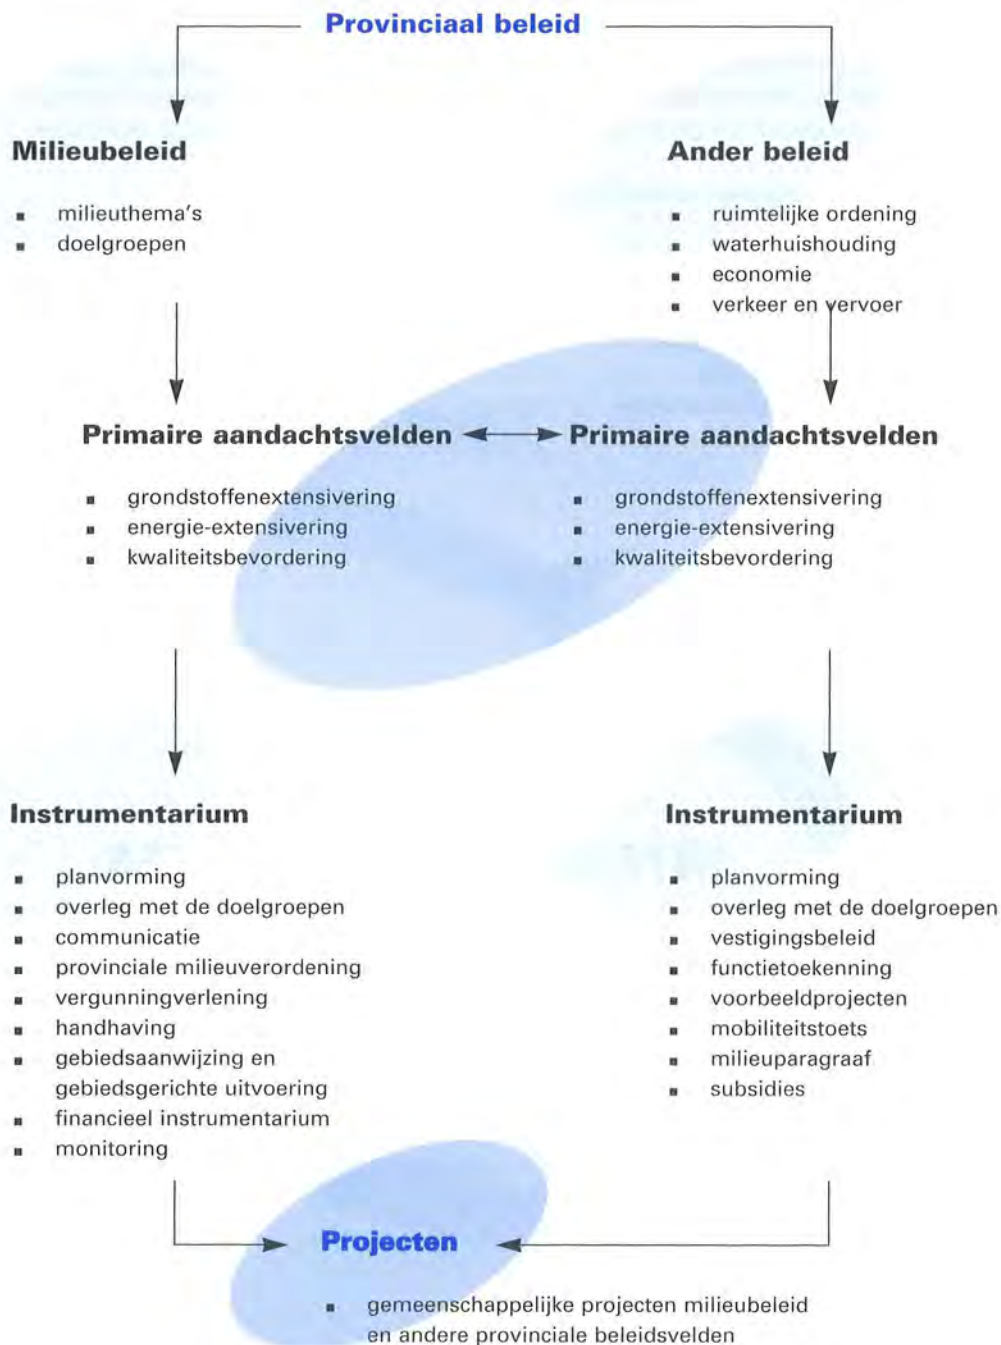 Provinciaal beleid
Milieubeleid
▪ milieuthema's
▪ doelgroepen
Ander beleid
▪ ruimtelijke ordening
▪ waterhuishouding
▪ economie
▪ verkeer en vervoer
Primaire aandachtsvelden
▪ grondstoffenextensivering
▪ energie-extensivering
▪ kwaliteitsbevordering
Primaire aandachtsvelden
▪ grondstoffenextensivering
▪ energie-extensivering
▪ kwaliteitsbevordering
Instrumentarium
▪ planvorming
▪ overleg met de doelgroepen
▪ communicatie
▪ provinciale milieuverordening
▪ vergunningverlening
▪ handhaving
▪ gebiedsaanwijzing en
gebiedsgerichte uitvoering
▪ financieel instrumentarium
▪ monitoring
Instrumentarium
▪ planvorming
▪ overleg met de doelgroepen
▪ vestigingsbeleid
▪ functietoekenning
▪ voorbeeldprojecten
▪ mobiliteitstoets
▪ milieuparagraaf
▪ subsidies
Projecten
▪ gemeenschappelijke projecten milieubeleid
en andere provinciale beleidsvelden